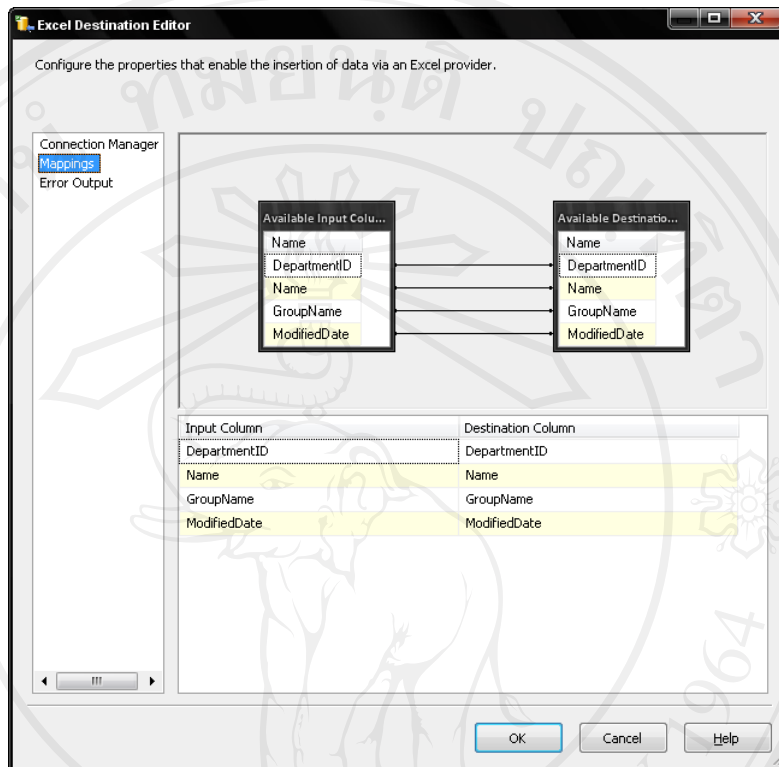 Excel Destination Editor
Configure the properties that enable the insertion of data via an Excel provider.
Connection Manager
Mappings
Error Output
Available Input Colu...
Name
DepartmentID
Name
GroupName
ModifiedDate
Available Destinatio...
Name
DepartmentID
Name
GroupName
ModifiedDate
Input Column Destination Column
DepartmentID DepartmentID
Name Name
GroupName GroupName
ModifiedDate ModifiedDate
OK Cancel Help
1964